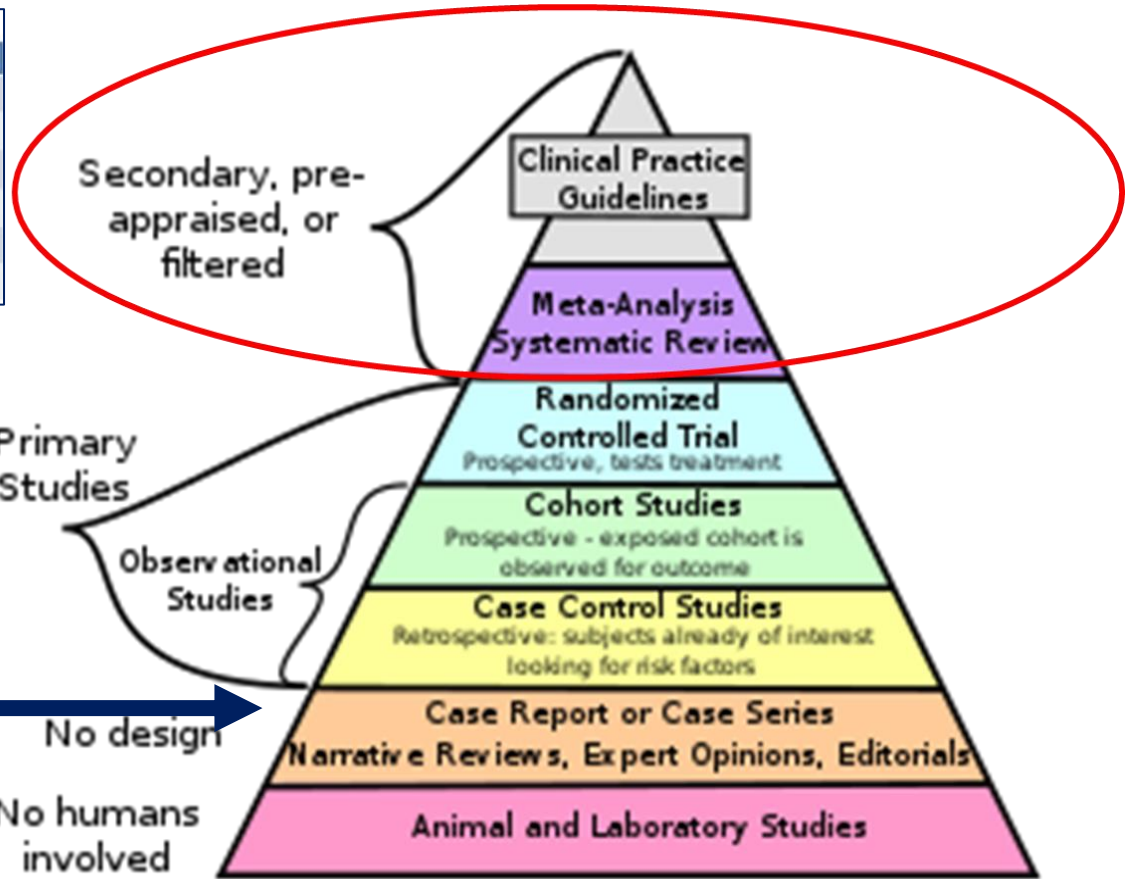 Clinical Practice
Guidelines
Secondary, pre-
appraised, or
filtered
Meta-Analysis
Systematic Review
Randomized
Controlled Trial
Prospective, tests treatment
Primary
Studies
Cohort Studies
Prospective - exposed cohort is
observed for outcome
Observational
Studies
Case Control Studies
Retrospective: subjects already of interest
looking for risk factors
No design
Case Report or Case Series
Narrative Reviews, Expert Opinions, Editorials
No humans
involved
Animal and Laboratory Studies